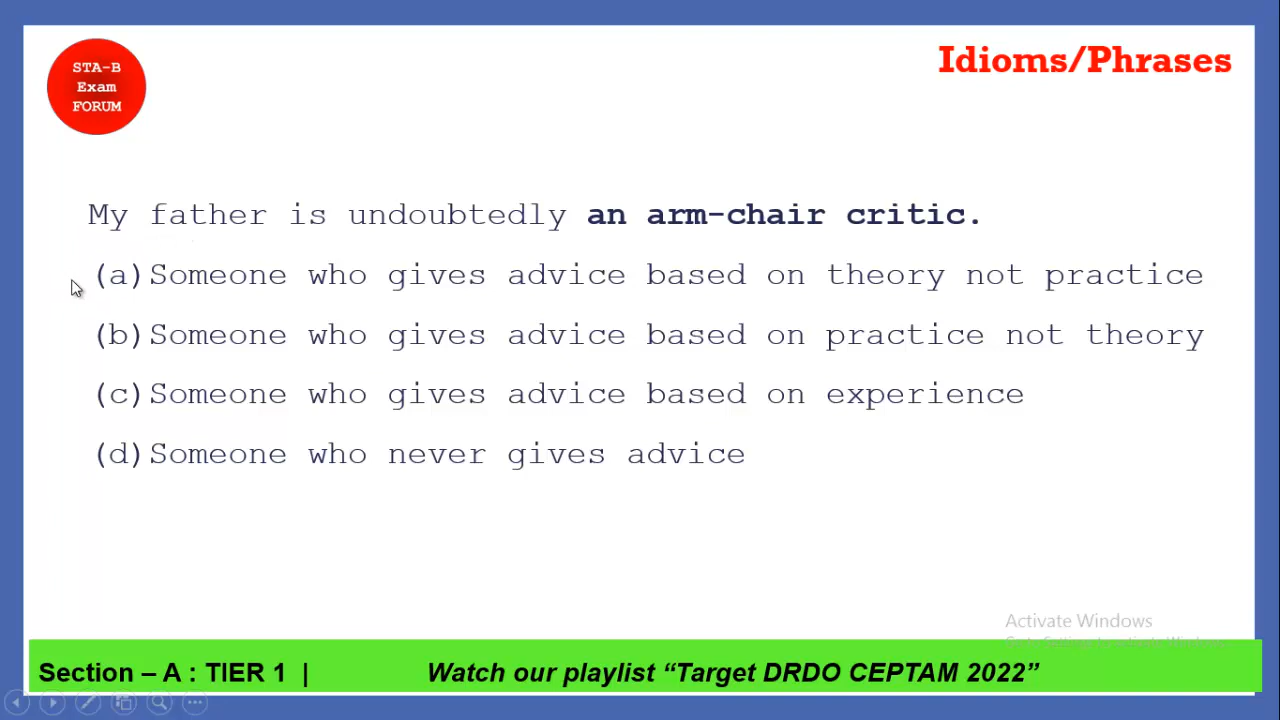 STA-B
Exam
FORUM
Idioms/Phrases
My father is undoubtedly an arm-chair critic.
(a)Someone who gives advice based on theory not practice
(b)Someone who gives advice based on practice not theory
(c)Someone who gives advice based on experience
(d)Someone who never gives advice
Activate Windows
Section – A : TIER 1 | Watch our playlist “Target DRDO CEPTAM 2022”